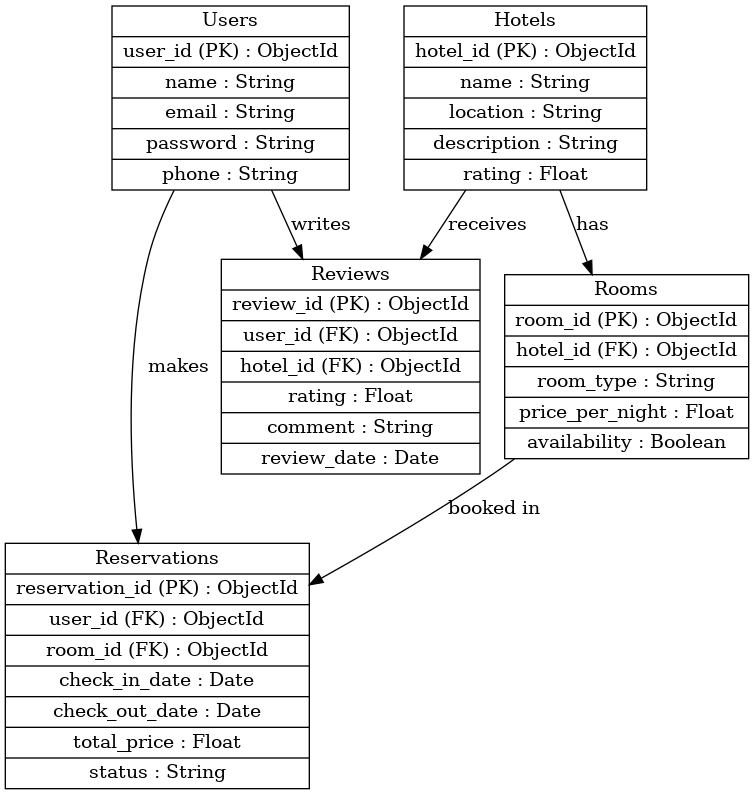 Users
user_id (PK) : ObjectId
name : String
email : String
password : String
phone : String
Hotels
hotel_id (PK) : ObjectId
name : String
location : String
description : String
rating : Float
writes
receives
has
Reviews
review_id (PK) : ObjectId
user_id (FK) : ObjectId
hotel_id (FK) : ObjectId
rating : Float
comment : String
review_date : Date
Rooms
room_id (PK) : ObjectId
hotel_id (FK) : ObjectId
room_type : String
price_per_night : Float
availability : Boolean
makes
booked in
Reservations
reservation_id (PK) : ObjectId
user_id (FK) : ObjectId
room_id (FK) : ObjectId
check_in_date : Date
check_out_date : Date
total_price : Float
status : String